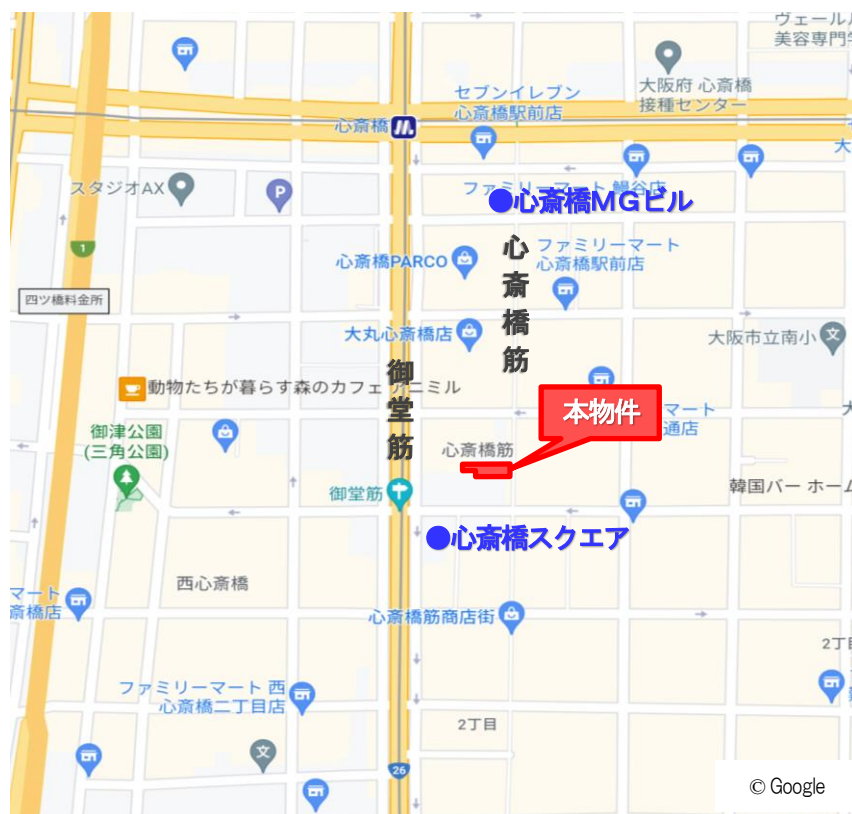 ヴェール
美容専門学
大阪府 心斎橋
接種センター
セブンイレブン
心斎橋駅前店
心斎橋
大
スタジオAX
P
ファミリーマート 鰻谷店
●心斎橋MGビル
1
心斎橋PARCO
心斎橋筋
ファミリーマート
心斎橋駅前店
四ツ橋料金所
大丸心斎橋店
大阪市立南小
文
御堂筋
動物たちが暮らす森のカフェ アニミル
本物件
マート
通店
御津公園
(三角公園)
心斎橋筋
御堂筋
韓国バー ホーム
●心斎橋スクエア
西心斎橋
マート
斎橋店
心斎橋筋商店街
2丁目
ファミリーマート 西
心斎橋二丁目店
2丁目
文
26
© Google